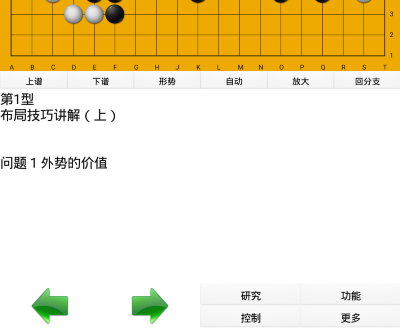 3
2
1
A B C D E F G H J K L M N O P Q R S T
上谱 下谱 形势 自动 放大 回分支
第1型
布局技巧讲解（上）
问题 1 外势的价值
研究 功能
控制 更多